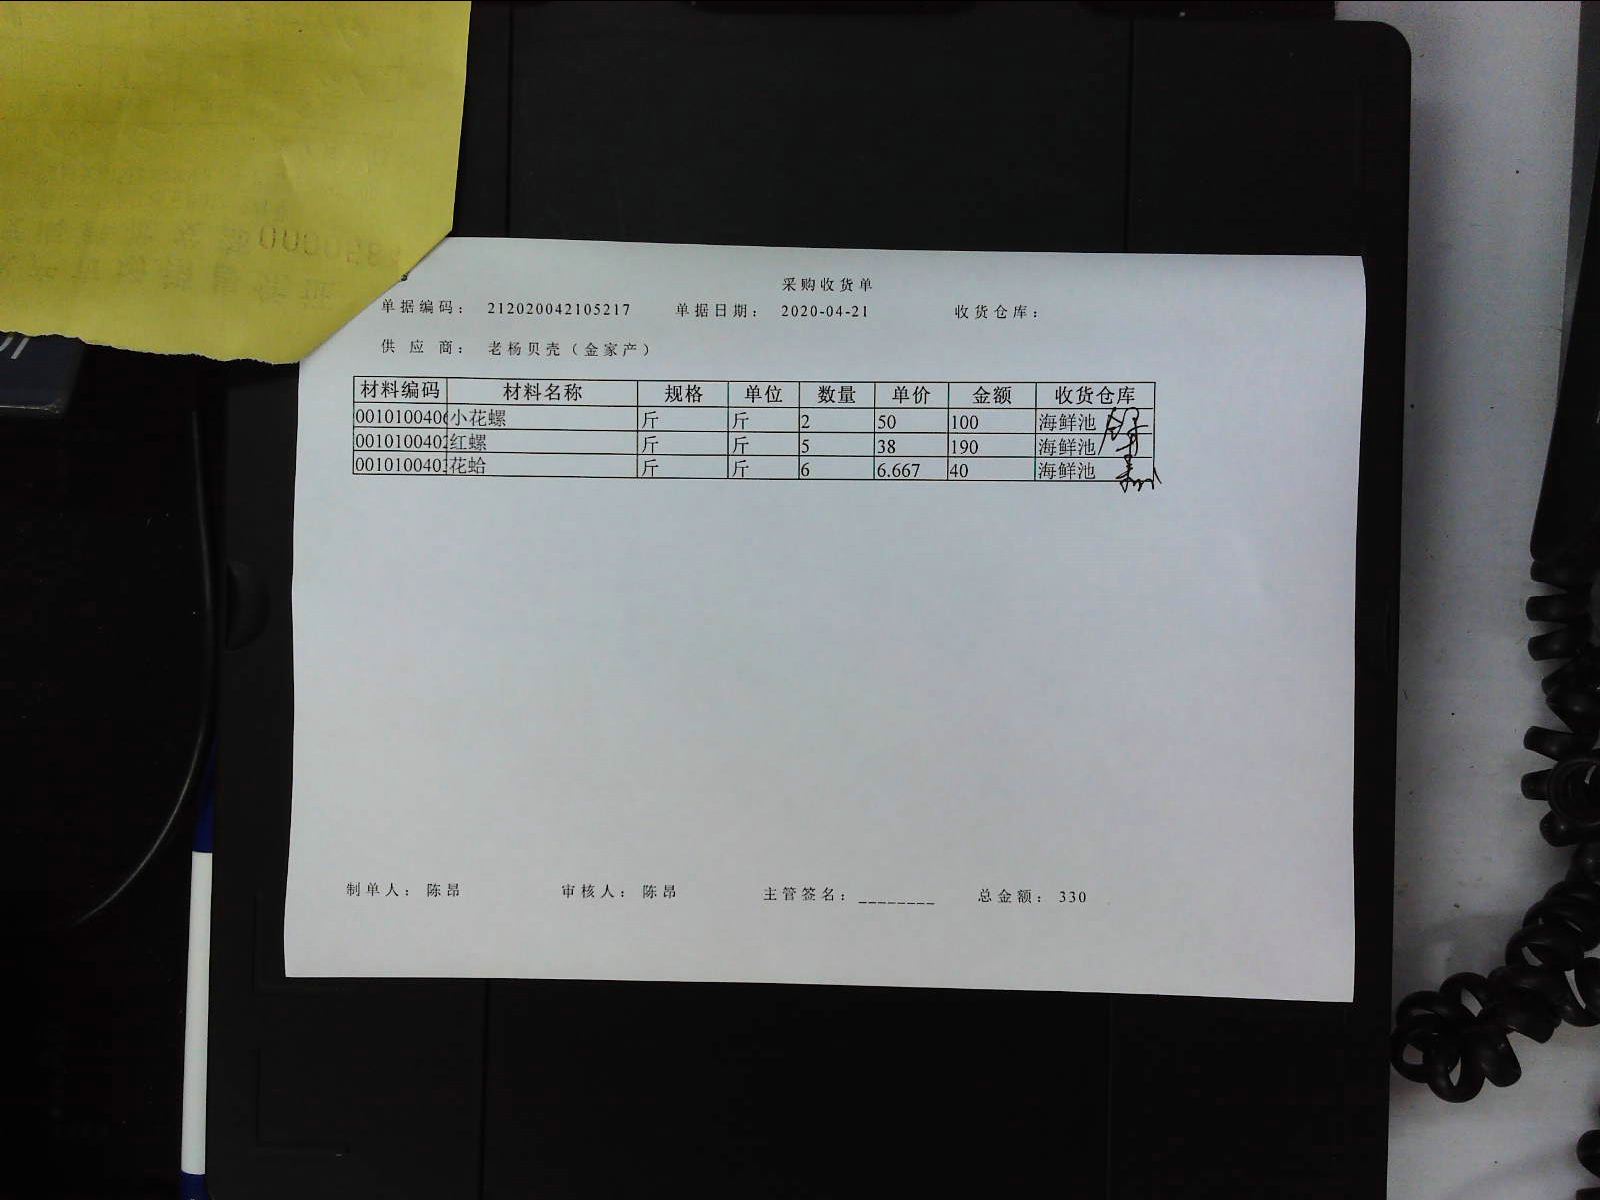 采购收货单
单据编码： 212020042105217 单据日期： 2020-04-21 收货仓库：
供应商： 老杨贝壳（金家产）
材料编码 材料名称 规格 单位 数量 单价 金额 收货仓库
001010040 小花螺 斤 斤 2 50 100 海鲜池
001010040 红螺 斤 斤 5 38 190 海鲜池
001010040 花蛤 斤 斤 6 6.667 40 海鲜池
制单人： 陈昂 审核人： 陈昂 主管签名：________ 总金额： 330